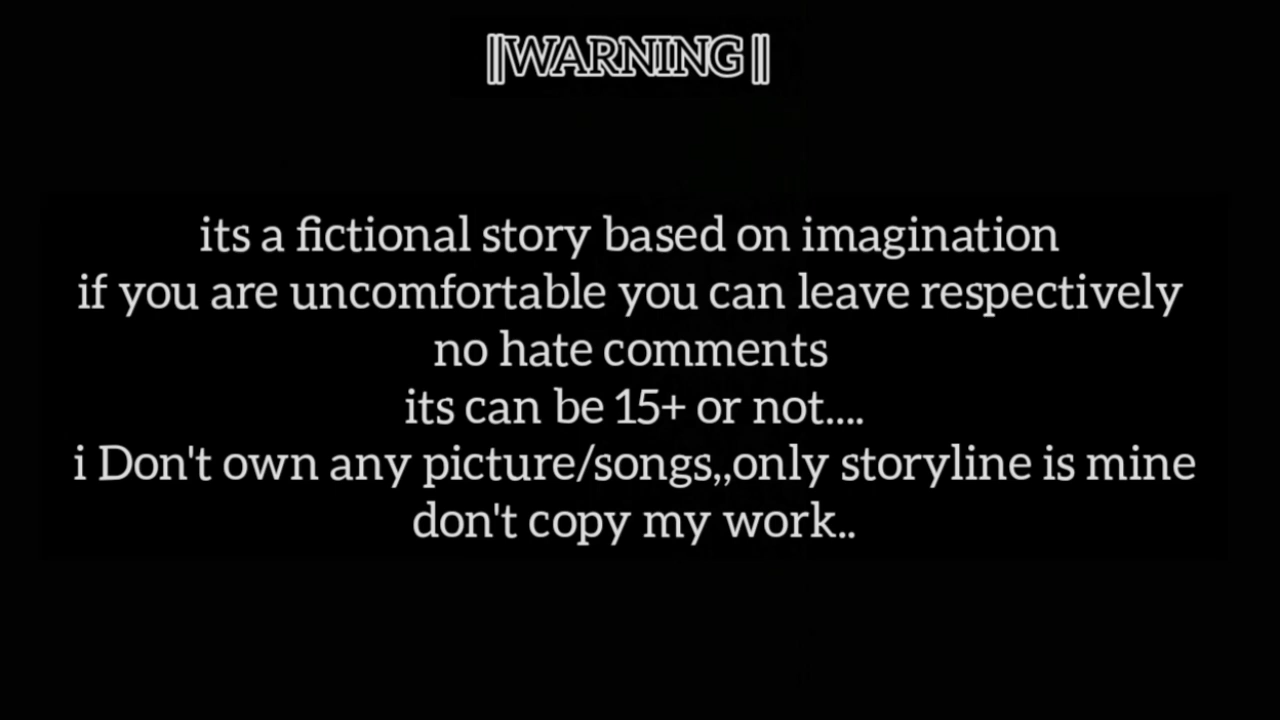 ||WARNING||
its a fictional story based on imagination
if you are uncomfortable you can leave respectively
no hate comments
its can be 15+ or not....
i Don't own any picture/songs,,only storyline is mine
don't copy my work..